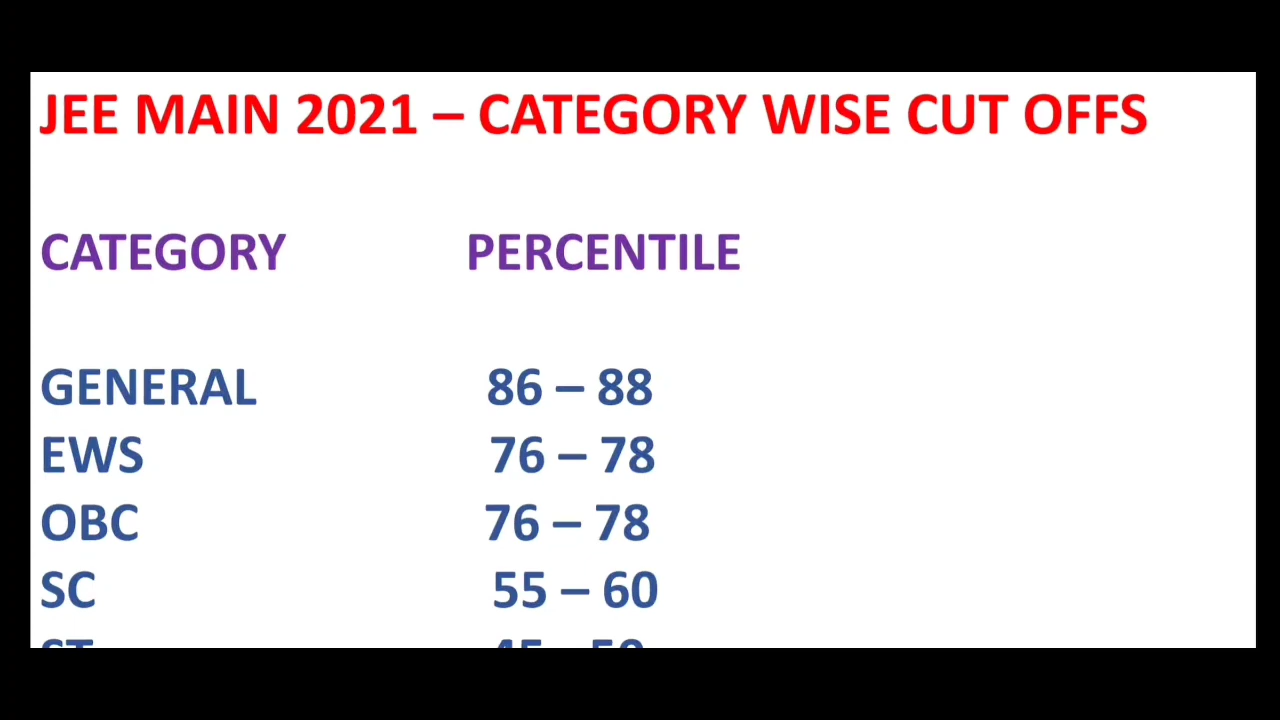 JEE MAIN 2021 – CATEGORY WISE CUT OFFS
CATEGORY PERCENTILE
GENERAL 86 – 88
EWS 76 – 78
OBC 76 – 78
SC 55 – 60
ST